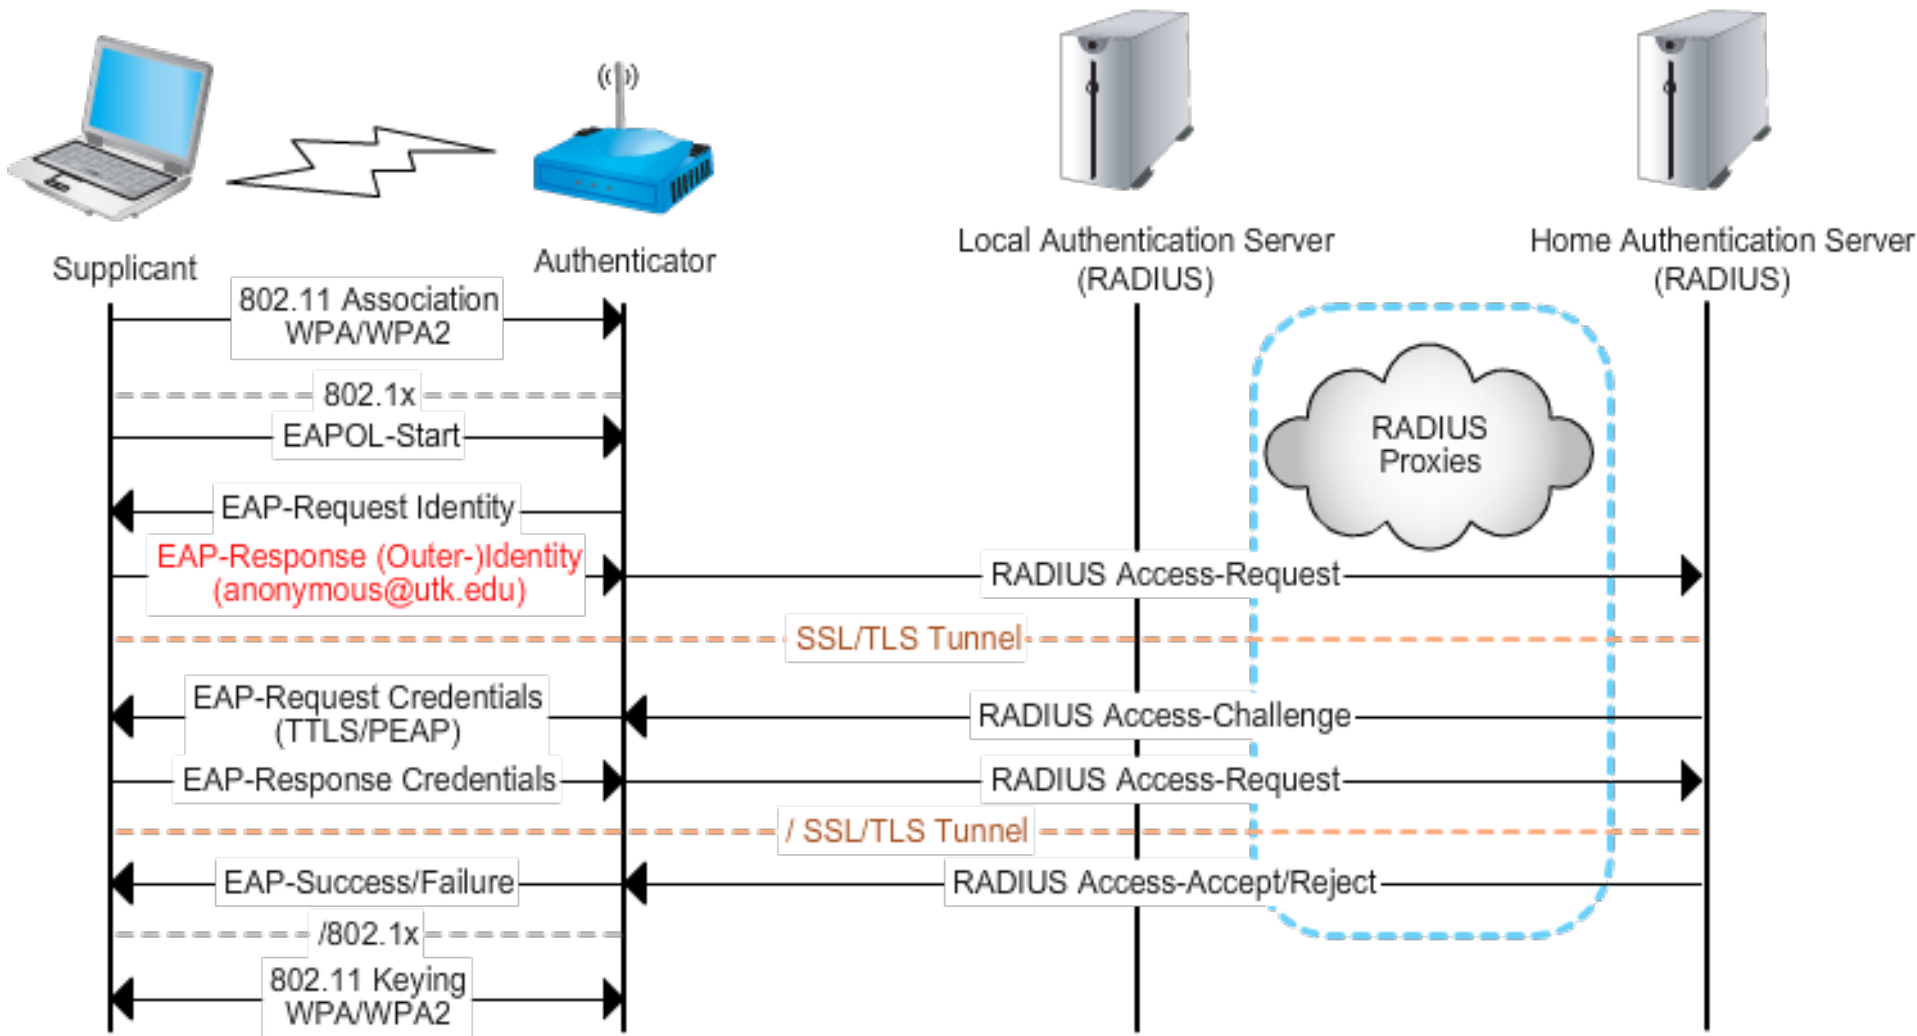 Supplicant
Authenticator
Local Authentication Server
(RADIUS)
Home Authentication Server
(RADIUS)
802.11 Association
WPA/WPA2
802.1x
EAPOL-Start
RADIUS
Proxies
EAP-Request Identity
EAP-Response (Outer-)Identity
(anonymous@utk.edu)
RADIUS Access-Request
SSL/TLS Tunnel
EAP-Request Credentials
(TTLS/PEAP)
RADIUS Access-Challenge
EAP-Response Credentials
RADIUS Access-Request
/ SSL/TLS Tunnel
EAP-Success/Failure
RADIUS Access-Accept/Reject
/802.1x
802.11 Keying
WPA/WPA2